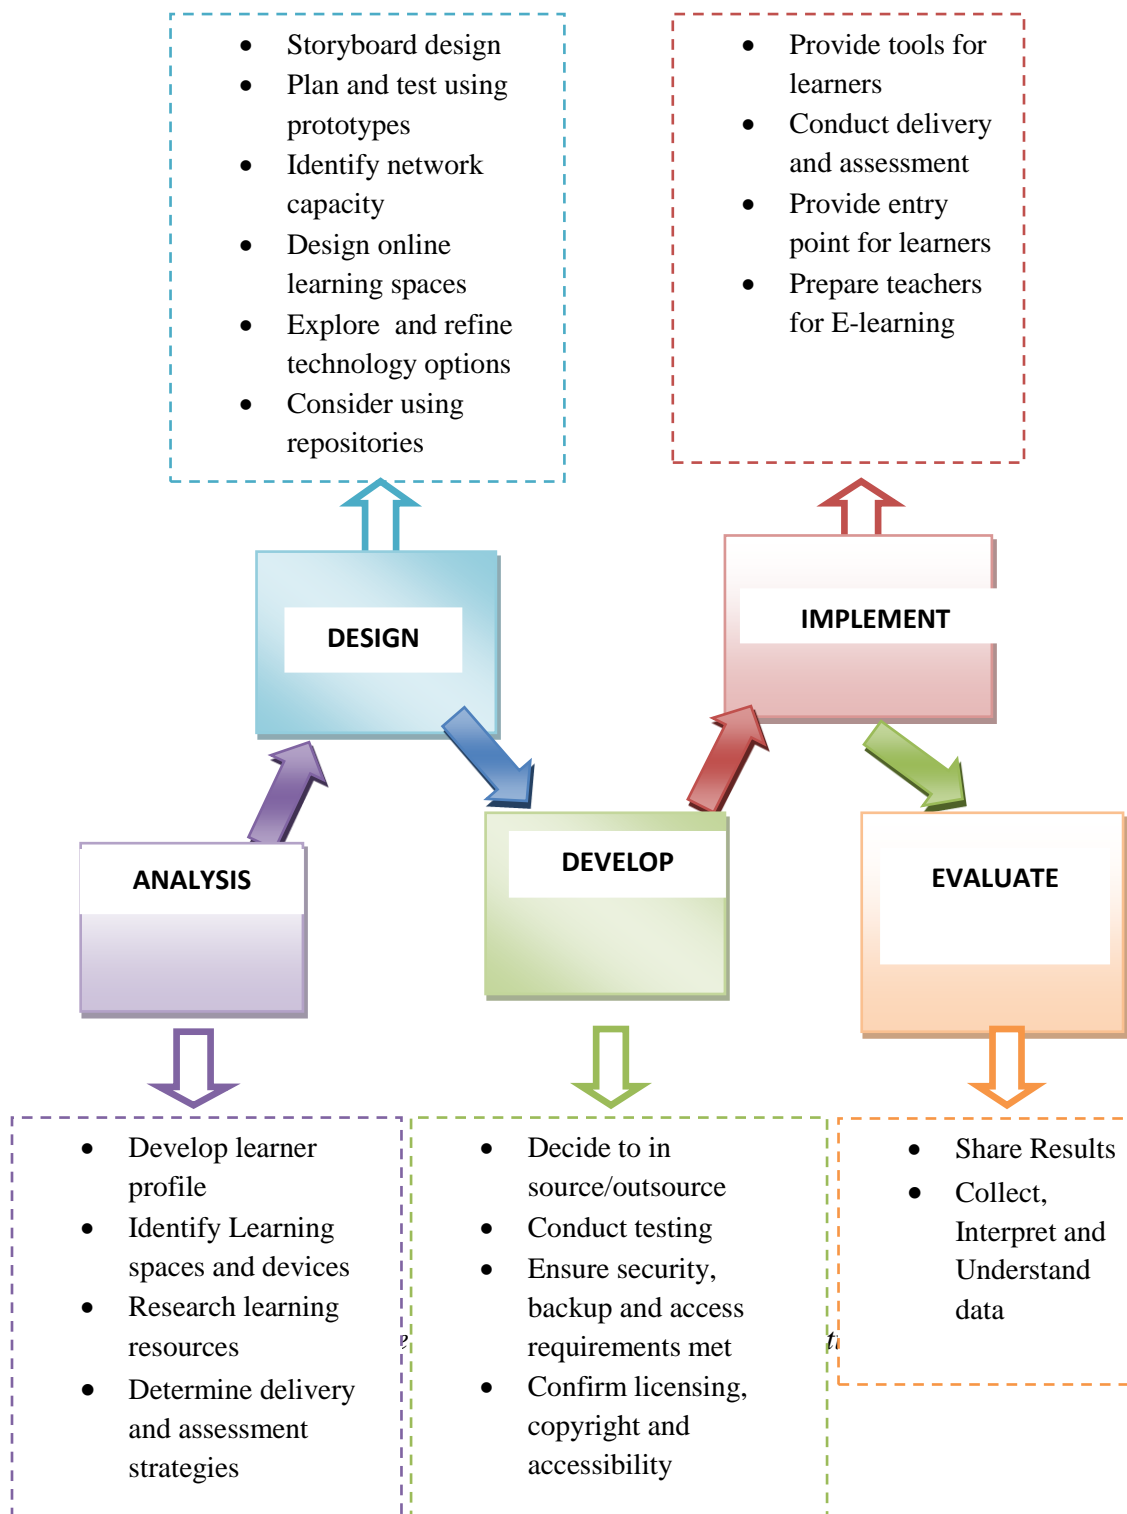 • Storyboard design
• Plan and test using
prototypes
• Identify network
capacity
• Design online
learning spaces
• Explore  and refine
technology options
• Consider using
repositories
• Provide tools for
learners
• Conduct delivery
and assessment
• Provide entry
point for learners
• Prepare teachers
for E-learning
DESIGN
IMPLEMENT
ANALYSIS
DEVELOP
EVALUATE
• Develop learner
profile
• Identify Learning
spaces and devices
• Research learning
resources
• Determine delivery
and assessment
strategies
• Decide to in
source/outsource
• Conduct testing
• Ensure security,
backup and access
requirements met
• Confirm licensing,
copyright and
accessibility
• Share Results
• Collect,
Interpret and
Understand
data